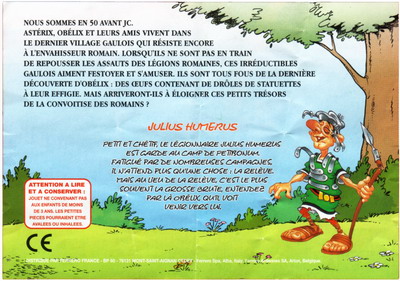 NOUS SOMMES EN 50 AVANT JC.
ASTÉRIX, OBÉLIX ET LEURS AMIS VIVENT DANS
LE DERNIER VILLAGE GAULOIS QUI RÉSISTE ENCORE
À L'ENVAHISSEUR ROMAIN. LORSQU'ILS NE SONT PAS EN TRAIN
DE REPOUSSER LES ASSAUTS DES LÉGIONS ROMAINES, CES IRRÉDUCTIBLES
GAULOIS AIMENT FESTOYER ET S'AMUSER. ILS SONT TOUS FOUS DE LA DERNIÈRE
DÉCOUVERTE D'OBÉLIX : DES ŒUFS CONTENANT DE DRÔLES DE STATUETTES
À LEUR EFFIGIE. MAIS ARRIVERONT-ILS À ÉLOIGNER CES PETITS TRÉSORS
DE LA CONVOITISE DES ROMAINS ?
JULIUS HUMERUS
PETIT ET CHÉTIF, LE LÉGIONNAIRE JULIUS HUMERUS
EST GARDE AU CAMP DE PETIBONUM.
FATIGUÉ PAR DE NOMBREUSES CAMPAGNES,
IL N'ATTEND PLUS QU'UNE CHOSE : LA RELÈVE.
MAIS AU LIEU DE LA RELÈVE, C'EST LE PLUS
SOUVENT LA GROSSE BRUTE, ENTENDEZ
PAR LÀ OBÉLIX, QU'IL VOIT
VENIR VERS LUI.
ATTENTION A LIRE
ET A CONSERVER :
JOUET NE CONVENANT PAS
AUX ENFANTS DE MOINS
DE 3 ANS. LES PETITES
PIÈCES POURRAIENT ETRE
AVALÉES OU INHALÉES.
CE